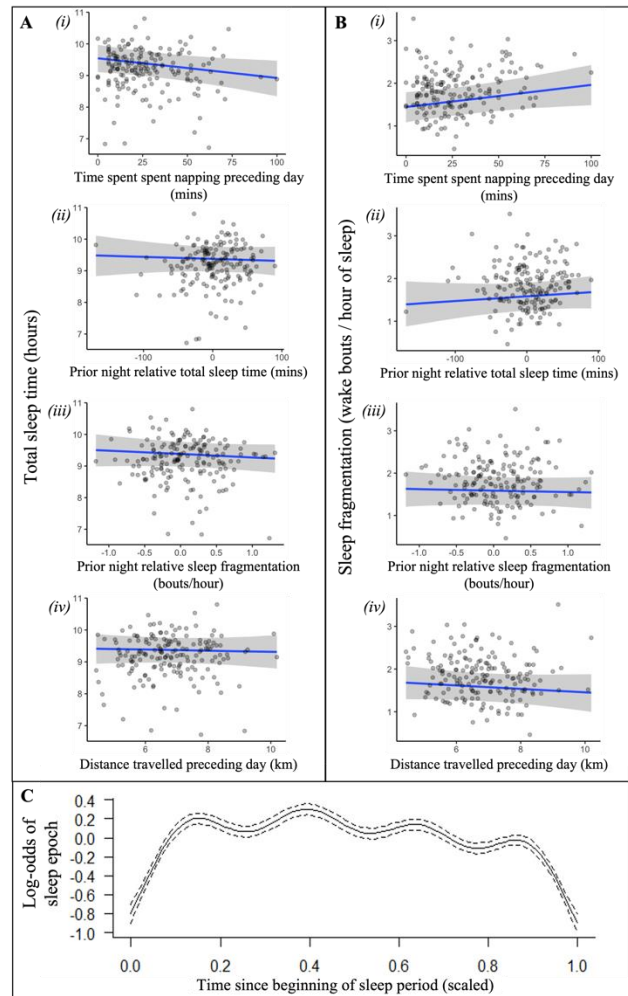 A
(i)
11
10
9
8
7
0
25
50
75
100
Time spent spent napping preceding day
(mins)
(ii)
11
10
9
8
7
-100
0
100
Prior night relative total sleep time (mins)
(iii)
11
10
9
8
7
-1.0
-0.5
0.0
0.5
1.0
Prior night relative sleep fragmentation
(bouts/hour)
(iv)
11
10
9
8
7
6
8
10
Distance travelled preceding day (km)
Total sleep time (hours)
B
(i)
3
2
1
0
25
50
75
100
Time spent spent napping preceding day
(mins)
(ii)
3
2
1
-100
0
100
Prior night relative total sleep time (mins)
(iii)
3
2
1
-1.0
-0.5
0.0
0.5
1.0
Prior night relative sleep fragmentation
(bouts/hour)
(iv)
3
2
1
6
8
10
Distance travelled preceding day (km)
Sleep fragmentation (wake bouts / hour of sleep)
C
0.4
0.2
0.0
-0.2
-0.4
-0.6
-0.8
-1.0
Log-odds of
sleep epoch
0.0
0.2
0.4
0.6
0.8
1.0
Time since beginning of sleep period (scaled)